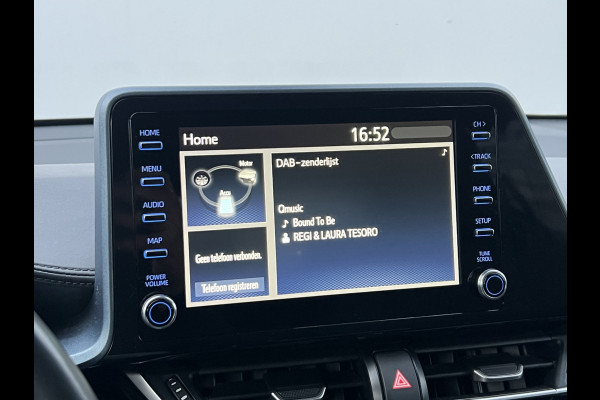 HOME
MENU
AUDIO
MAP
POWER
VOLUME
Home
16:52
Motor
Accu
Geen telefoon verbonden.
Telefoon registreren
DAB-zenderlijst
Qmusic
Bound To Be
REGI & LAURA TESORO
CH >
< TRACK
PHONE
SETUP
TUNE
SCROLL